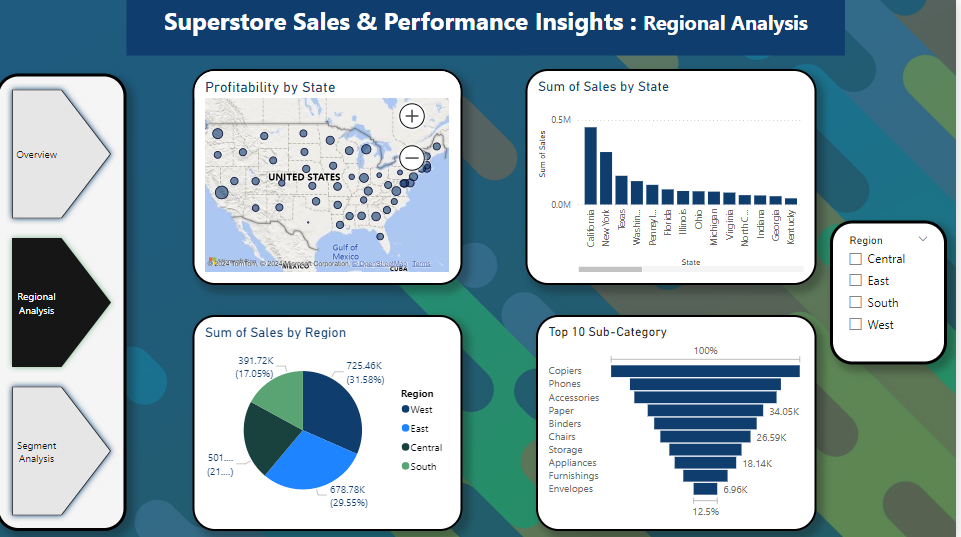 Superstore Sales & Performance Insights : Regional Analysis
Overview
Regional
Analysis
Segment
Analysis
Profitability by State
+
−
UNITED STATES
Gulf of
Mexico
MEXICO
CUBA
Microsoft
© 2024 TomTom, © 2024 Microsoft Corporation, © OpenStreetMap Terms
Sum of Sales by State
Sum of Sales
0.5M
0.0M
California
New York
Texas
Washin...
Pennsyl...
Florida
Illinois
Ohio
Michigan
Virginia
North C...
Indiana
Georgia
Kentucky
State
Region
Central
East
South
West
Sum of Sales by Region
391.72K
(17.05%)
725.46K
(31.58%)
501....
(21....)
678.78K
(29.55%)
Region
West
East
Central
South
Top 10 Sub-Category
100%
Copiers
Phones
Accessories
Paper 34.05K
Binders
Chairs 26.59K
Storage
Appliances 18.14K
Furnishings
Envelopes 6.96K
12.5%